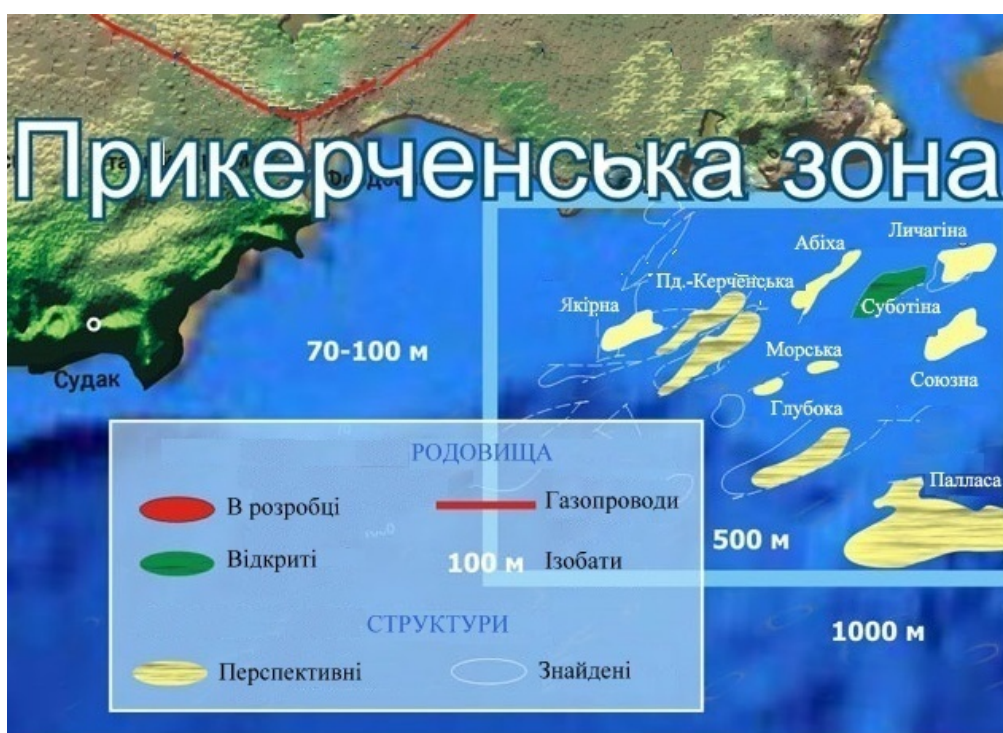 Прикерченська зона
Личагіна
Абіха
Пд.-Керченська
Якірна
Суботіна
Морська
70-100 м
Судак
Союзна
Глубока
РОДОВИЩА
Палласа
В розробці
Газопроводи
500 м
Відкриті
100 м Ізобати
СТРУКТУРИ
1000 м
Перспективні
Знайдені